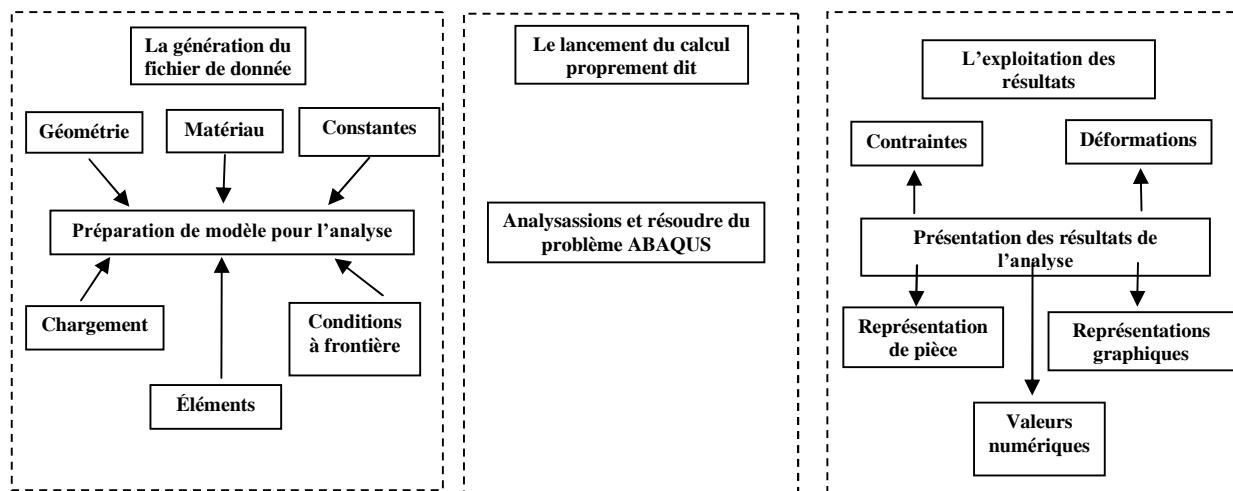 La génération du
fichier de donnée
Géométrie
Matériau
Constantes
Préparation de modèle pour l'analyse
Chargement
Conditions
à frontière
Éléments
Le lancement du calcul
proprement dit
Analysassions et résoudre du
problème ABAQUS
L'exploitation des
résultats
Contraintes
Déformations
Présentation des résultats de
l'analyse
Représentation
de pièce
Représentations
graphiques
Valeurs
numériques